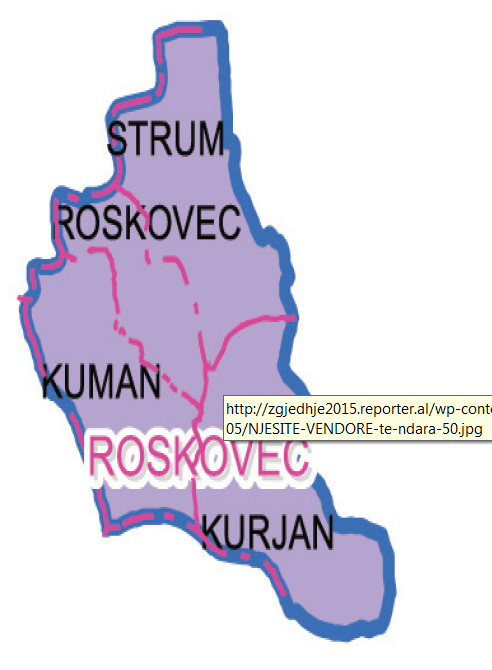 STRUM
ROSKOVEC
KUMAN
http://zgjedhje2015.reporter.al/wp-conte
05/NJESITE-VENDORE-te-ndara-50.jpg
ROSKOVEC
KURJAN